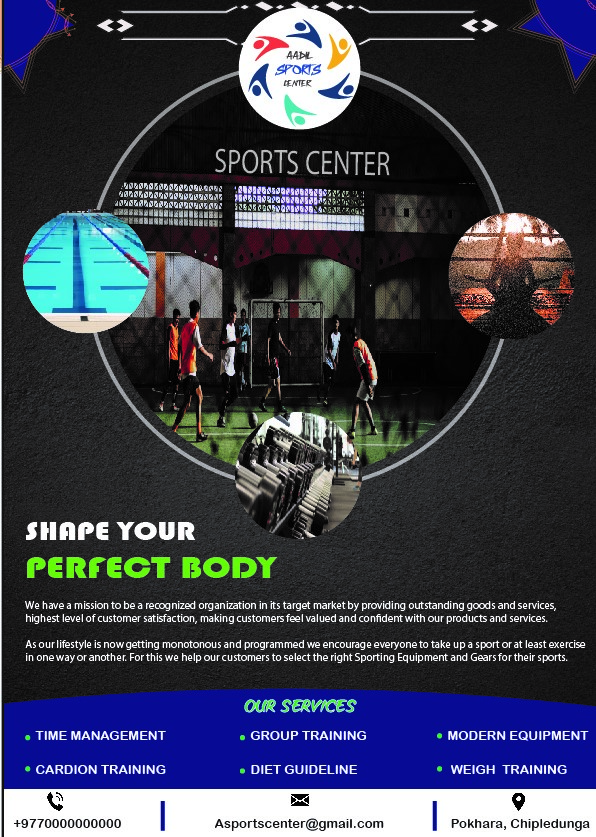 AADIL
SPORTS
CENTER
SPORTS CENTER
SHAPE YOUR
PERFECT BODY
We have a mission to be a recognized organization in its target market by providing outstanding goods and services,
highest level of customer satisfaction, making customers feel valued and confident with our products and services.
As our lifestyle is now getting monotonous and programmed we encourage everyone to take up a sport or at least exercise
in one way or another. For this we help our customers to select the right Sporting Equipment and Gears for their sports.
OUR SERVICES
TIME MANAGEMENT GROUP TRAINING MODERN EQUIPMENT
CARDION TRAINING DIET GUIDELINE WEIGH TRAINING
+9770000000000 Asportscenter@gmail.com Pokhara, Chipledunga